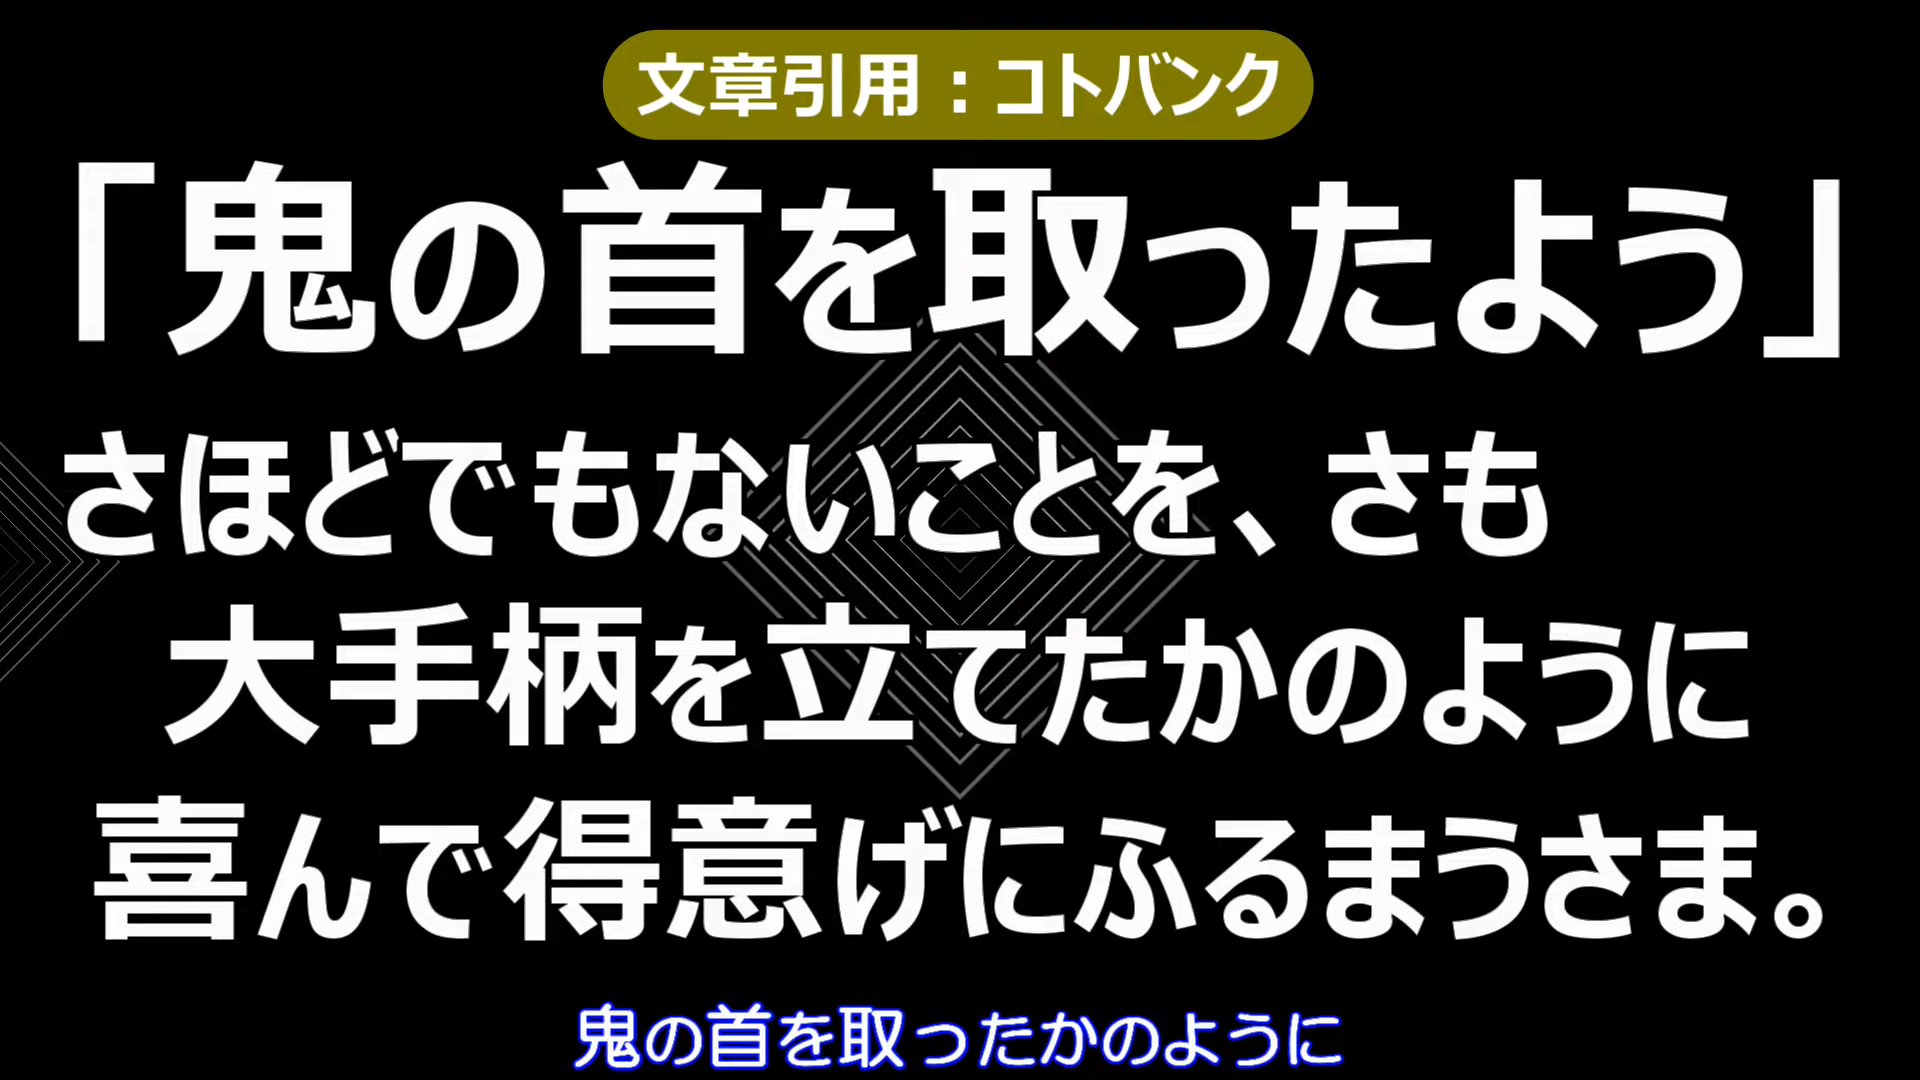 文章引用：コトバンク
「鬼の首を取ったよう」
さほどでもないことを、さも
大手柄を立てたかのように
喜んで得意げにふるまうさま。
鬼の首を取ったかのように